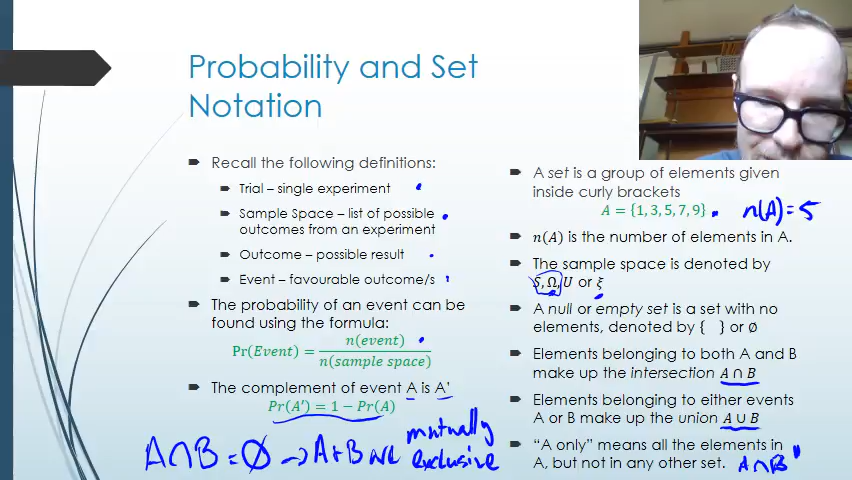 Probability and Set
Notation
Recall the following definitions:
Trial – single experiment
Sample Space – list of possible
outcomes from an experiment
Outcome – possible result
Event – favourable outcome/s
The probability of an event can be
found using the formula:
Pr(Event) = n(event) / n(sample space)
The complement of event A is A'
Pr(A') = 1 − Pr(A)
A∩B = ∅ → A + B are mutually
exclusive
A set is a group of elements given
inside curly brackets
A = {1, 3, 5, 7, 9} n(A) = 5
n(A) is the number of elements in A.
The sample space is denoted by
S, Ω, U or ξ
A null or empty set is a set with no
elements, denoted by { } or ∅
Elements belonging to both A and B
make up the intersection A ∩ B
Elements belonging to either events
A or B make up the union A ∪ B
"A only" means all the elements in
A, but not in any other set. A∩B'